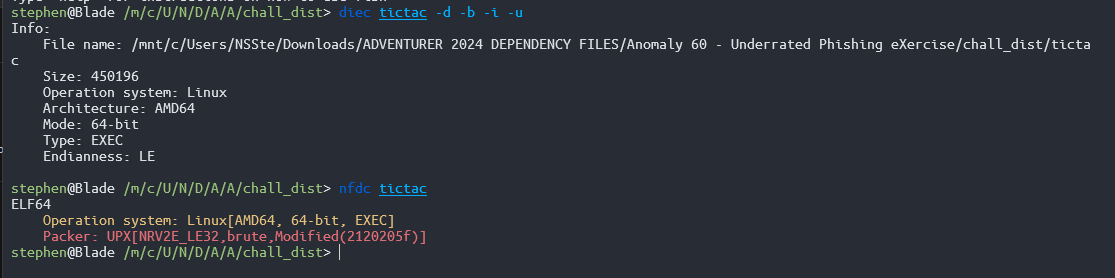 stephen@Blade /m/c/U/N/D/A/A/chall_dist> diec tictac -d -b -i -u
Info:
    File name: /mnt/c/Users/NSSte/Downloads/ADVENTURER 2024 DEPENDENCY FILES/Anomaly 60 - Underrated Phishing eXercise/chall_dist/ticta
c
    Size: 450196
    Operation system: Linux
    Architecture: AMD64
    Mode: 64-bit
    Type: EXEC
    Endianness: LE
stephen@Blade /m/c/U/N/D/A/A/chall_dist> nfdc tictac
ELF64
    Operation system: Linux[AMD64, 64-bit, EXEC]
    Packer: UPX[NRV2E_LE32,brute,Modified(2120205f)]
stephen@Blade /m/c/U/N/D/A/A/chall_dist>